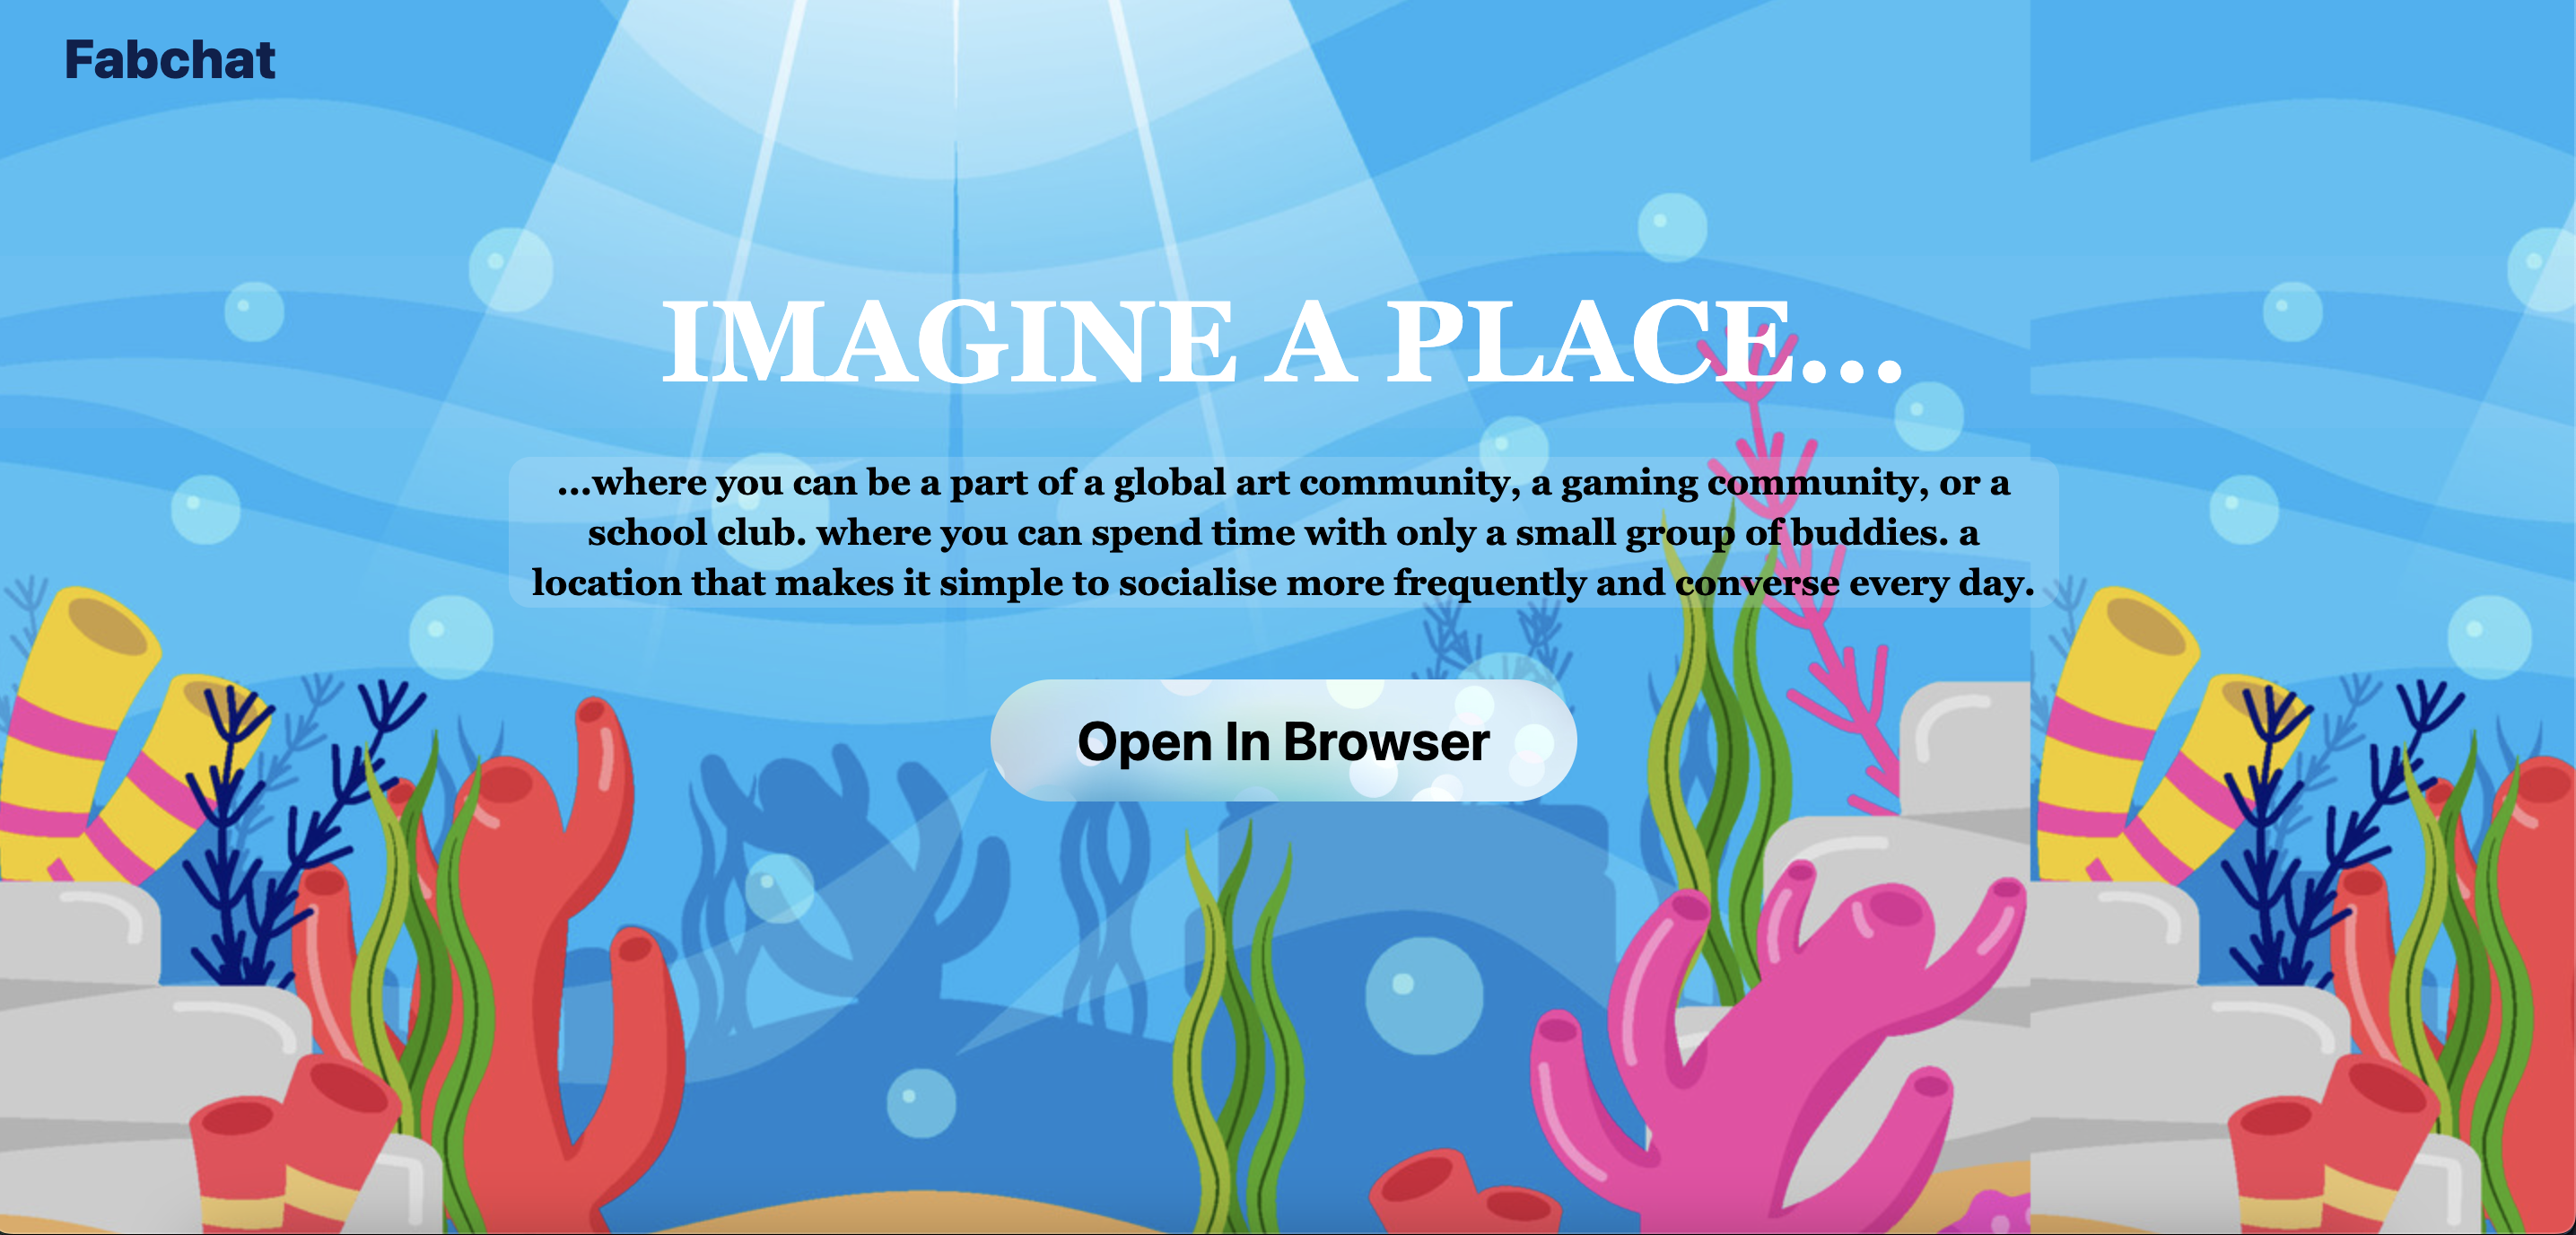 Fabchat
IMAGINE A PLACE...
...where you can be a part of a global art community, a gaming community, or a
school club. where you can spend time with only a small group of buddies. a
location that makes it simple to socialise more frequently and converse every day.
Open In Browser